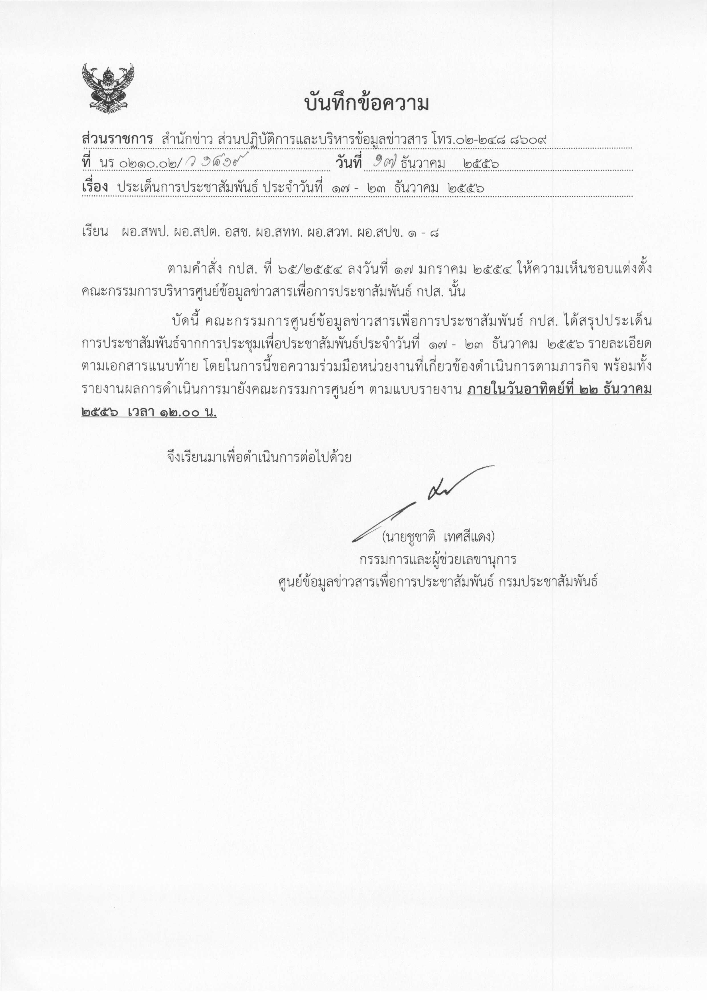 บันทึกข้อความ
ส่วนราชการ สำนักข่าว ส่วนปฏิบัติการและบริหารข้อมูลข่าวสาร โทร.๐๒-๒๔๘ ๘๖๐๙
ที่ นร ๐๒๑๐.๐๒/ว วันที่ ๑๗ ธันวาคม ๒๕๕๖
เรื่อง ประเด็นการประชาสัมพันธ์ ประจำวันที่ ๑๗ - ๒๓ ธันวาคม ๒๕๕๖
เรียน ผอ.สพป. ผอ.สปต. อสช. ผอ.สทท. ผอ.สวท. ผอ.สปข. ๑ - ๘
ตามคำสั่ง กปส. ที่ ๖๕/๒๕๕๔ ลงวันที่ ๑๗ มกราคม ๒๕๕๔ ให้ความเห็นชอบแต่งตั้ง
คณะกรรมการบริหารศูนย์ข้อมูลข่าวสารเพื่อการประชาสัมพันธ์ กปส. นั้น
บัดนี้ คณะกรรมการศูนย์ข้อมูลข่าวสารเพื่อการประชาสัมพันธ์ กปส. ได้สรุปประเด็น
การประชาสัมพันธ์จากการประชุมเพื่อประชาสัมพันธ์ประจำวันที่ ๑๗ - ๒๓ ธันวาคม ๒๕๕๖ รายละเอียด
ตามเอกสารแนบท้าย โดยในการนี้ขอความร่วมมือหน่วยงานที่เกี่ยวข้องดำเนินการตามภารกิจ พร้อมทั้ง
รายงานผลการดำเนินการมายังคณะกรรมการศูนย์ฯ ตามแบบรายงาน ภายในวันอาทิตย์ที่ ๒๒ ธันวาคม
๒๕๕๖ เวลา ๑๒.๐๐ น.
จึงเรียนมาเพื่อดำเนินการต่อไปด้วย
(นายชูชาติ เทศสีแดง)
กรรมการและผู้ช่วยเลขานุการ
ศูนย์ข้อมูลข่าวสารเพื่อการประชาสัมพันธ์ กรมประชาสัมพันธ์